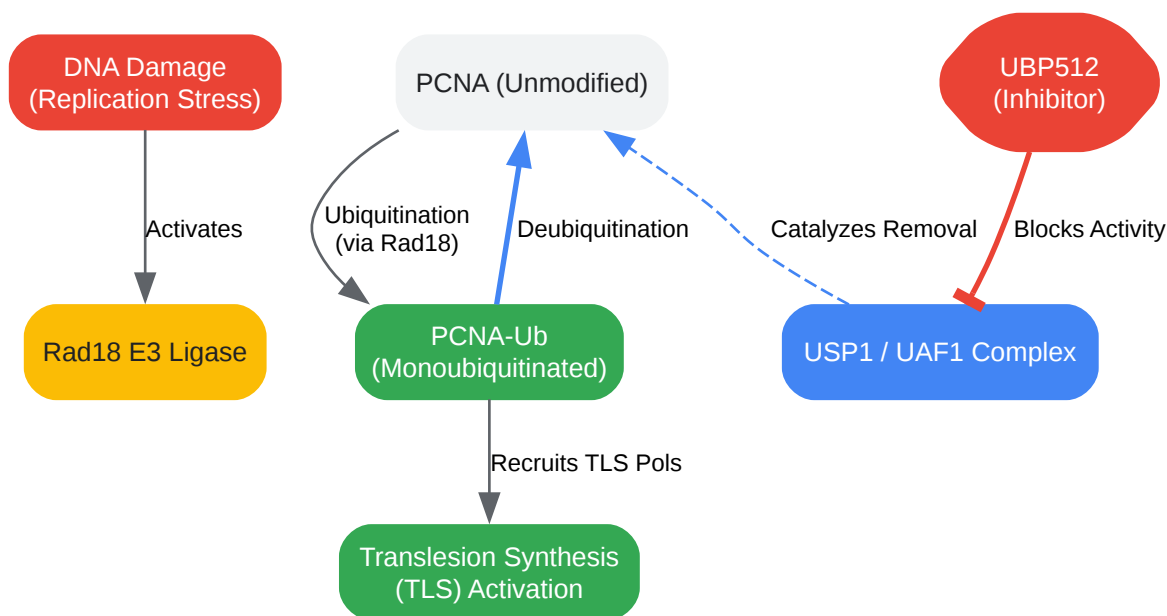 DNA Damage
(Replication Stress)
PCNA (Unmodified)
UBP512
(Inhibitor)
Activates
Ubiquitination
(via Rad18)
Deubiquitination
Catalyzes Removal
Blocks Activity
Rad18 E3 Ligase
PCNA-Ub
(Monoubiquitinated)
USP1 / UAF1 Complex
Recruits TLS Pols
Translesion Synthesis
(TLS) Activation